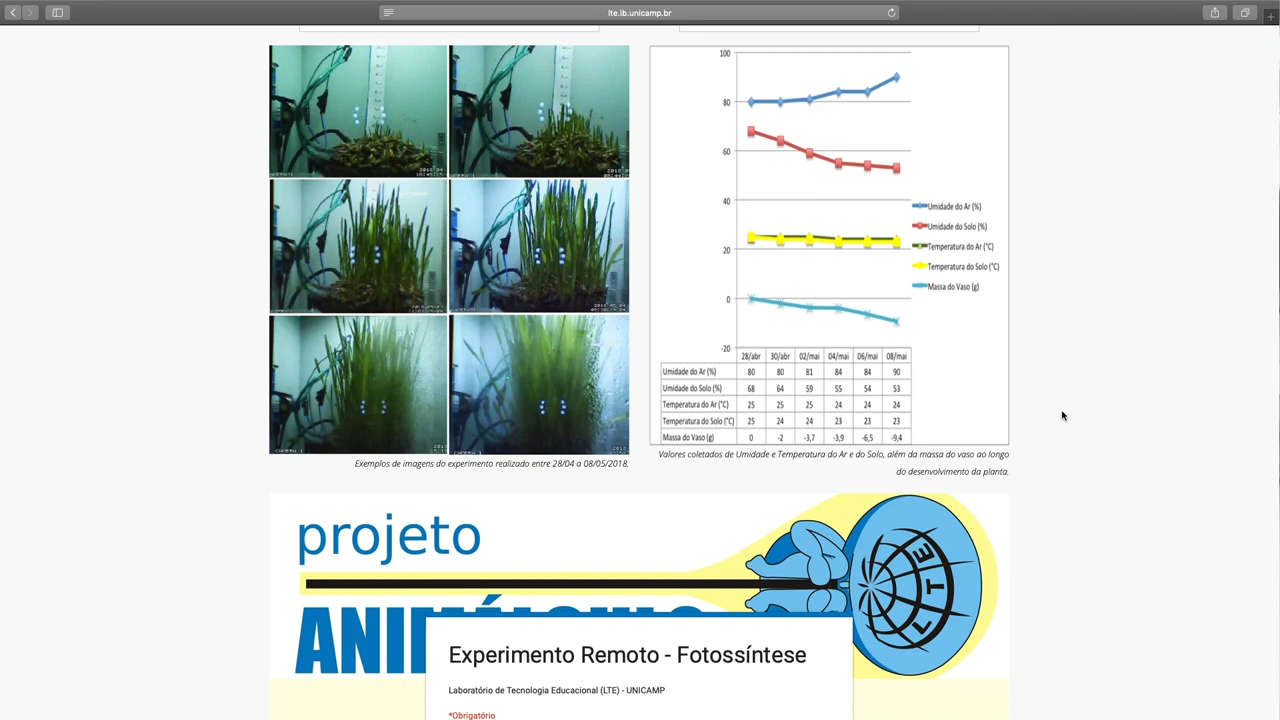 lte.ib.unicamp.br
100
80
60
40
20
0
-20
Umidade do Ar (%)
Umidade do Solo (%)
Temperatura do Ar (°C)
Temperatura do Solo (°C)
Massa do Vaso (g)
28/abr 30/abr 02/mai 04/mai 06/mai 08/mai
Umidade do Ar (%) 80 80 81 84 84 90
Umidade do Solo (%) 68 64 59 55 54 53
Temperatura do Ar (°C) 25 25 25 24 24 24
Temperatura do Solo (°C) 25 24 24 23 23 23
Massa do Vaso (g) 0 -2 -3,7 -3,9 -6,5 -9,4
Exemplos de imagens do experimento realizado entre 28/04 a 08/05/2018.
Valores coletados de Umidade e Temperatura do Ar e do Solo, além da massa do vaso ao longo
do desenvolvimento da planta.
projeto
LTE
Experimento Remoto - Fotossíntese
Laboratório de Tecnologia Educacional (LTE) - UNICAMP
*Obrigatório